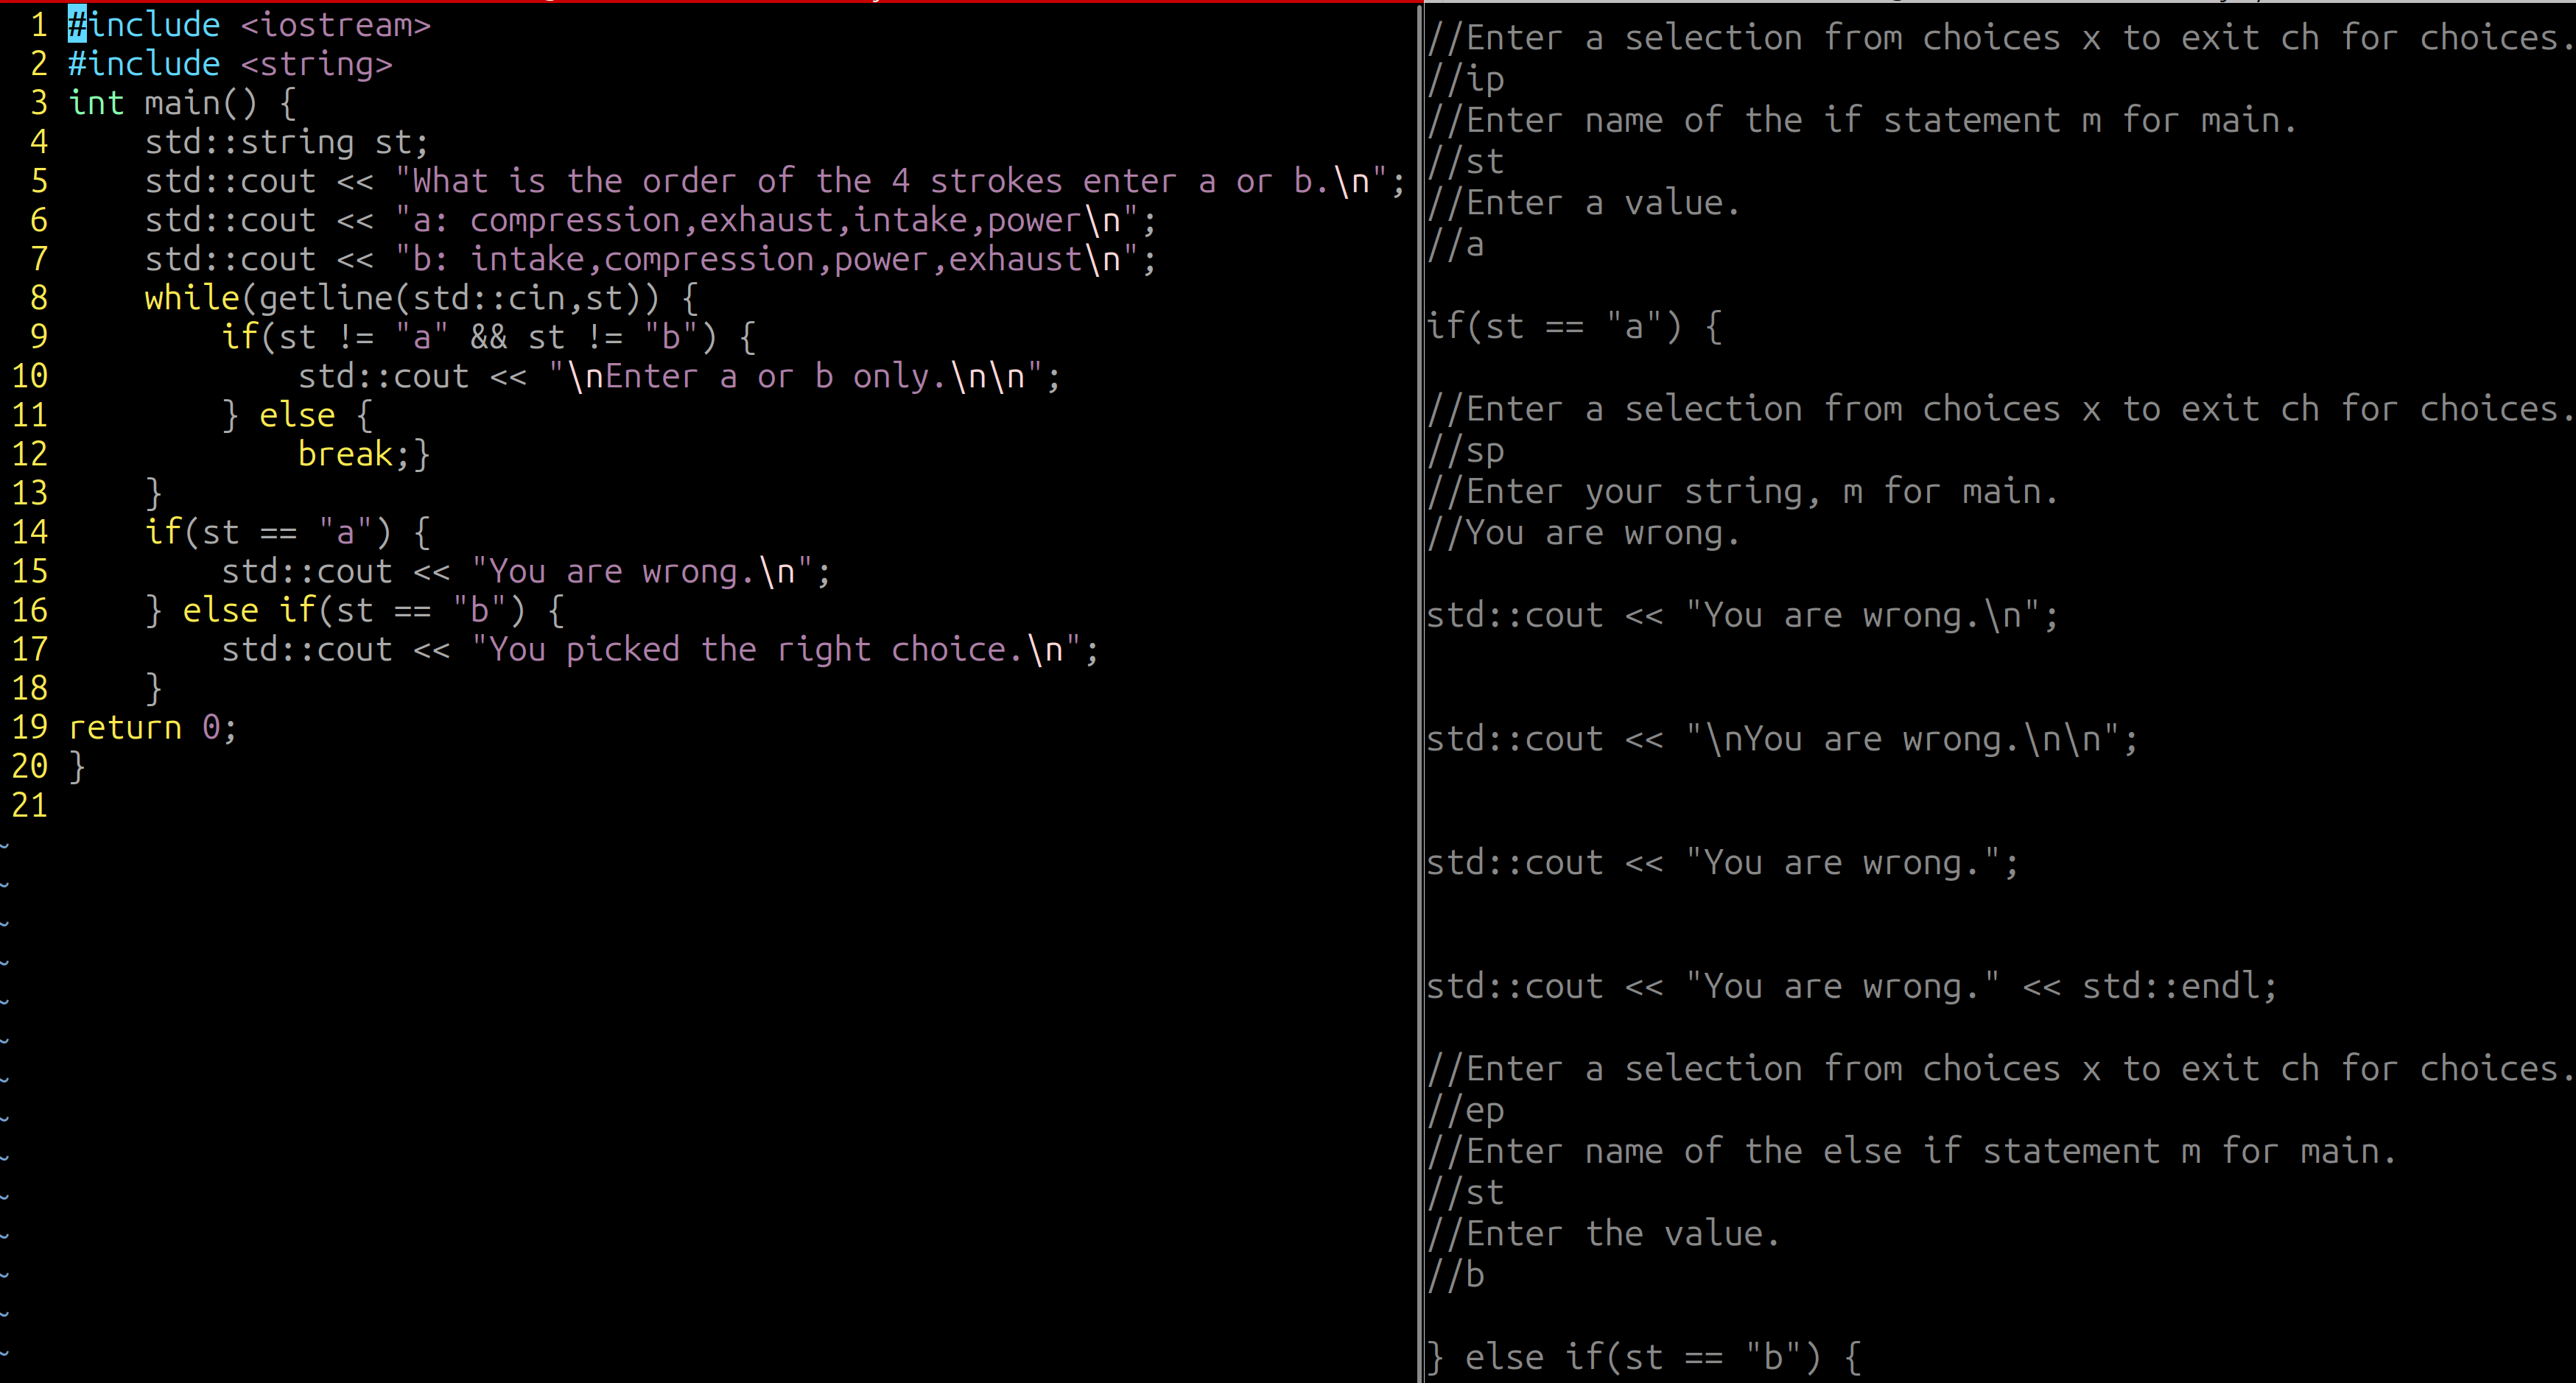 1 #include <iostream>
2 #include <string>
3 int main() {
4     std::string st;
5     std::cout << "What is the order of the 4 strokes enter a or b.\n";
6     std::cout << "a: compression,exhaust,intake,power\n";
7     std::cout << "b: intake,compression,power,exhaust\n";
8     while(getline(std::cin,st)) {
9         if(st != "a" && st != "b") {
10             std::cout << "\nEnter a or b only.\n\n";
11         } else {
12             break;}
13     }
14     if(st == "a") {
15         std::cout << "You are wrong.\n";
16     } else if(st == "b") {
17         std::cout << "You picked the right choice.\n";
18     }
19 return 0;
20 }
21
~
~
~
~
~
~
~
~
~
~
~
~
~
~
//Enter a selection from choices x to exit ch for choices.
//ip
//Enter name of the if statement m for main.
//st
//Enter a value.
//a
if(st == "a") {
//Enter a selection from choices x to exit ch for choices.
//sp
//Enter your string, m for main.
//You are wrong.
std::cout << "You are wrong.\n";
std::cout << "\nYou are wrong.\n\n";
std::cout << "You are wrong.";
std::cout << "You are wrong." << std::endl;
//Enter a selection from choices x to exit ch for choices.
//ep
//Enter name of the else if statement m for main.
//st
//Enter the value.
//b
} else if(st == "b") {